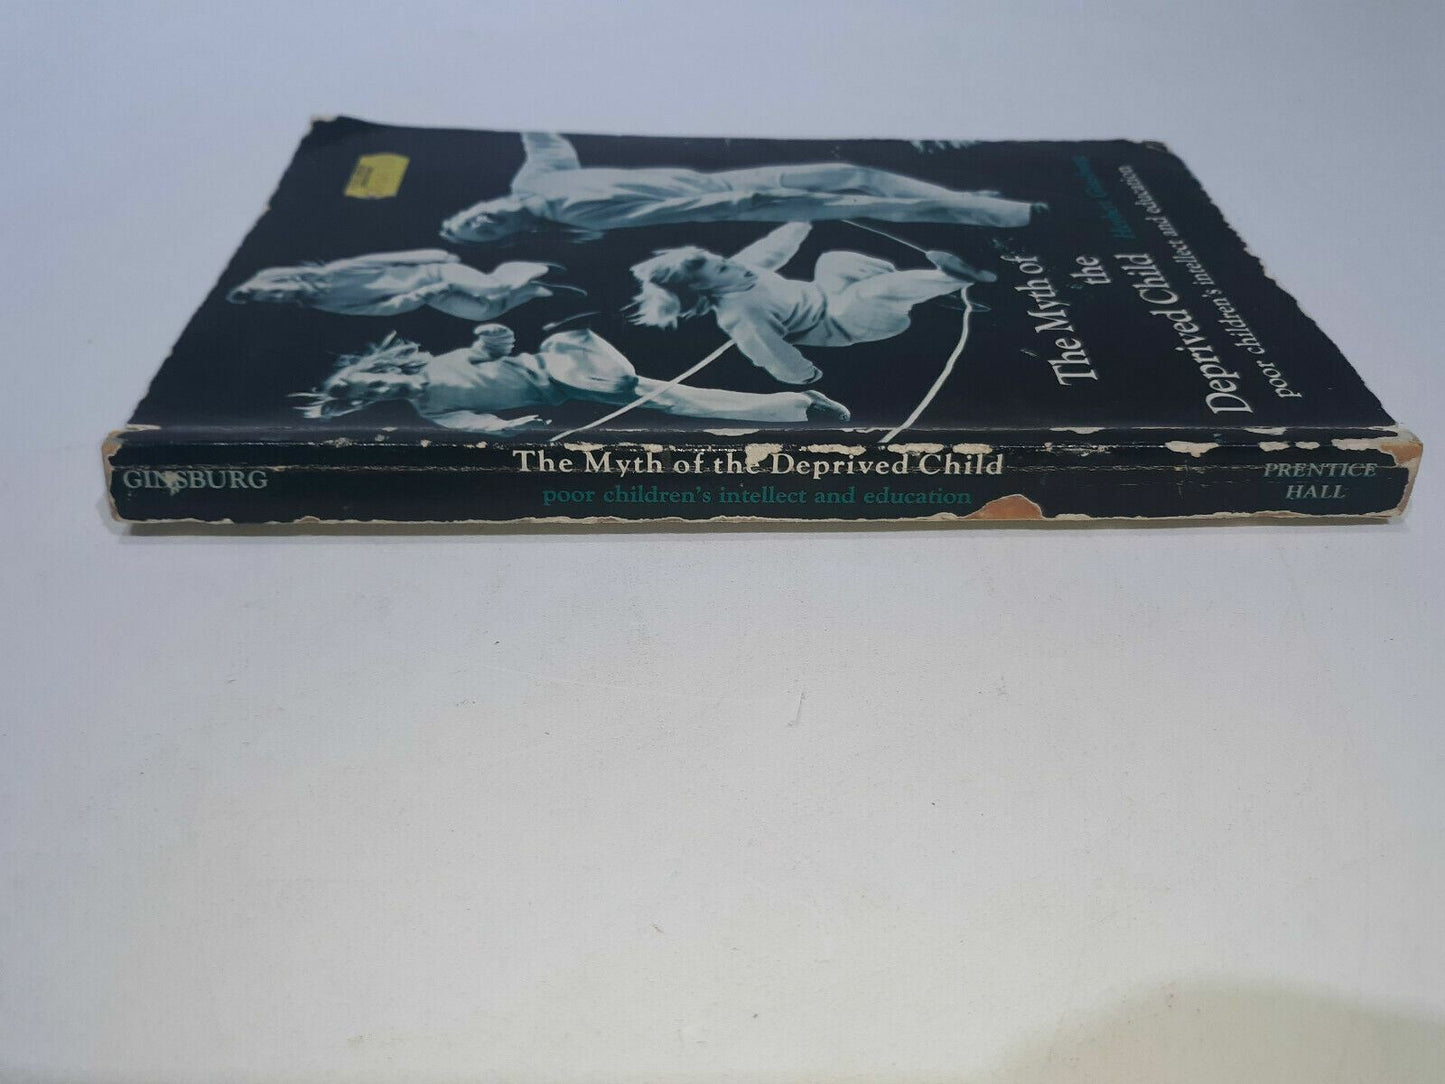 The Myth of
the
Deprived Child
poor children's intellect and education
GINSBURG
The Myth of the Deprived Child
poor children's intellect and education
PRENTICE
HALL